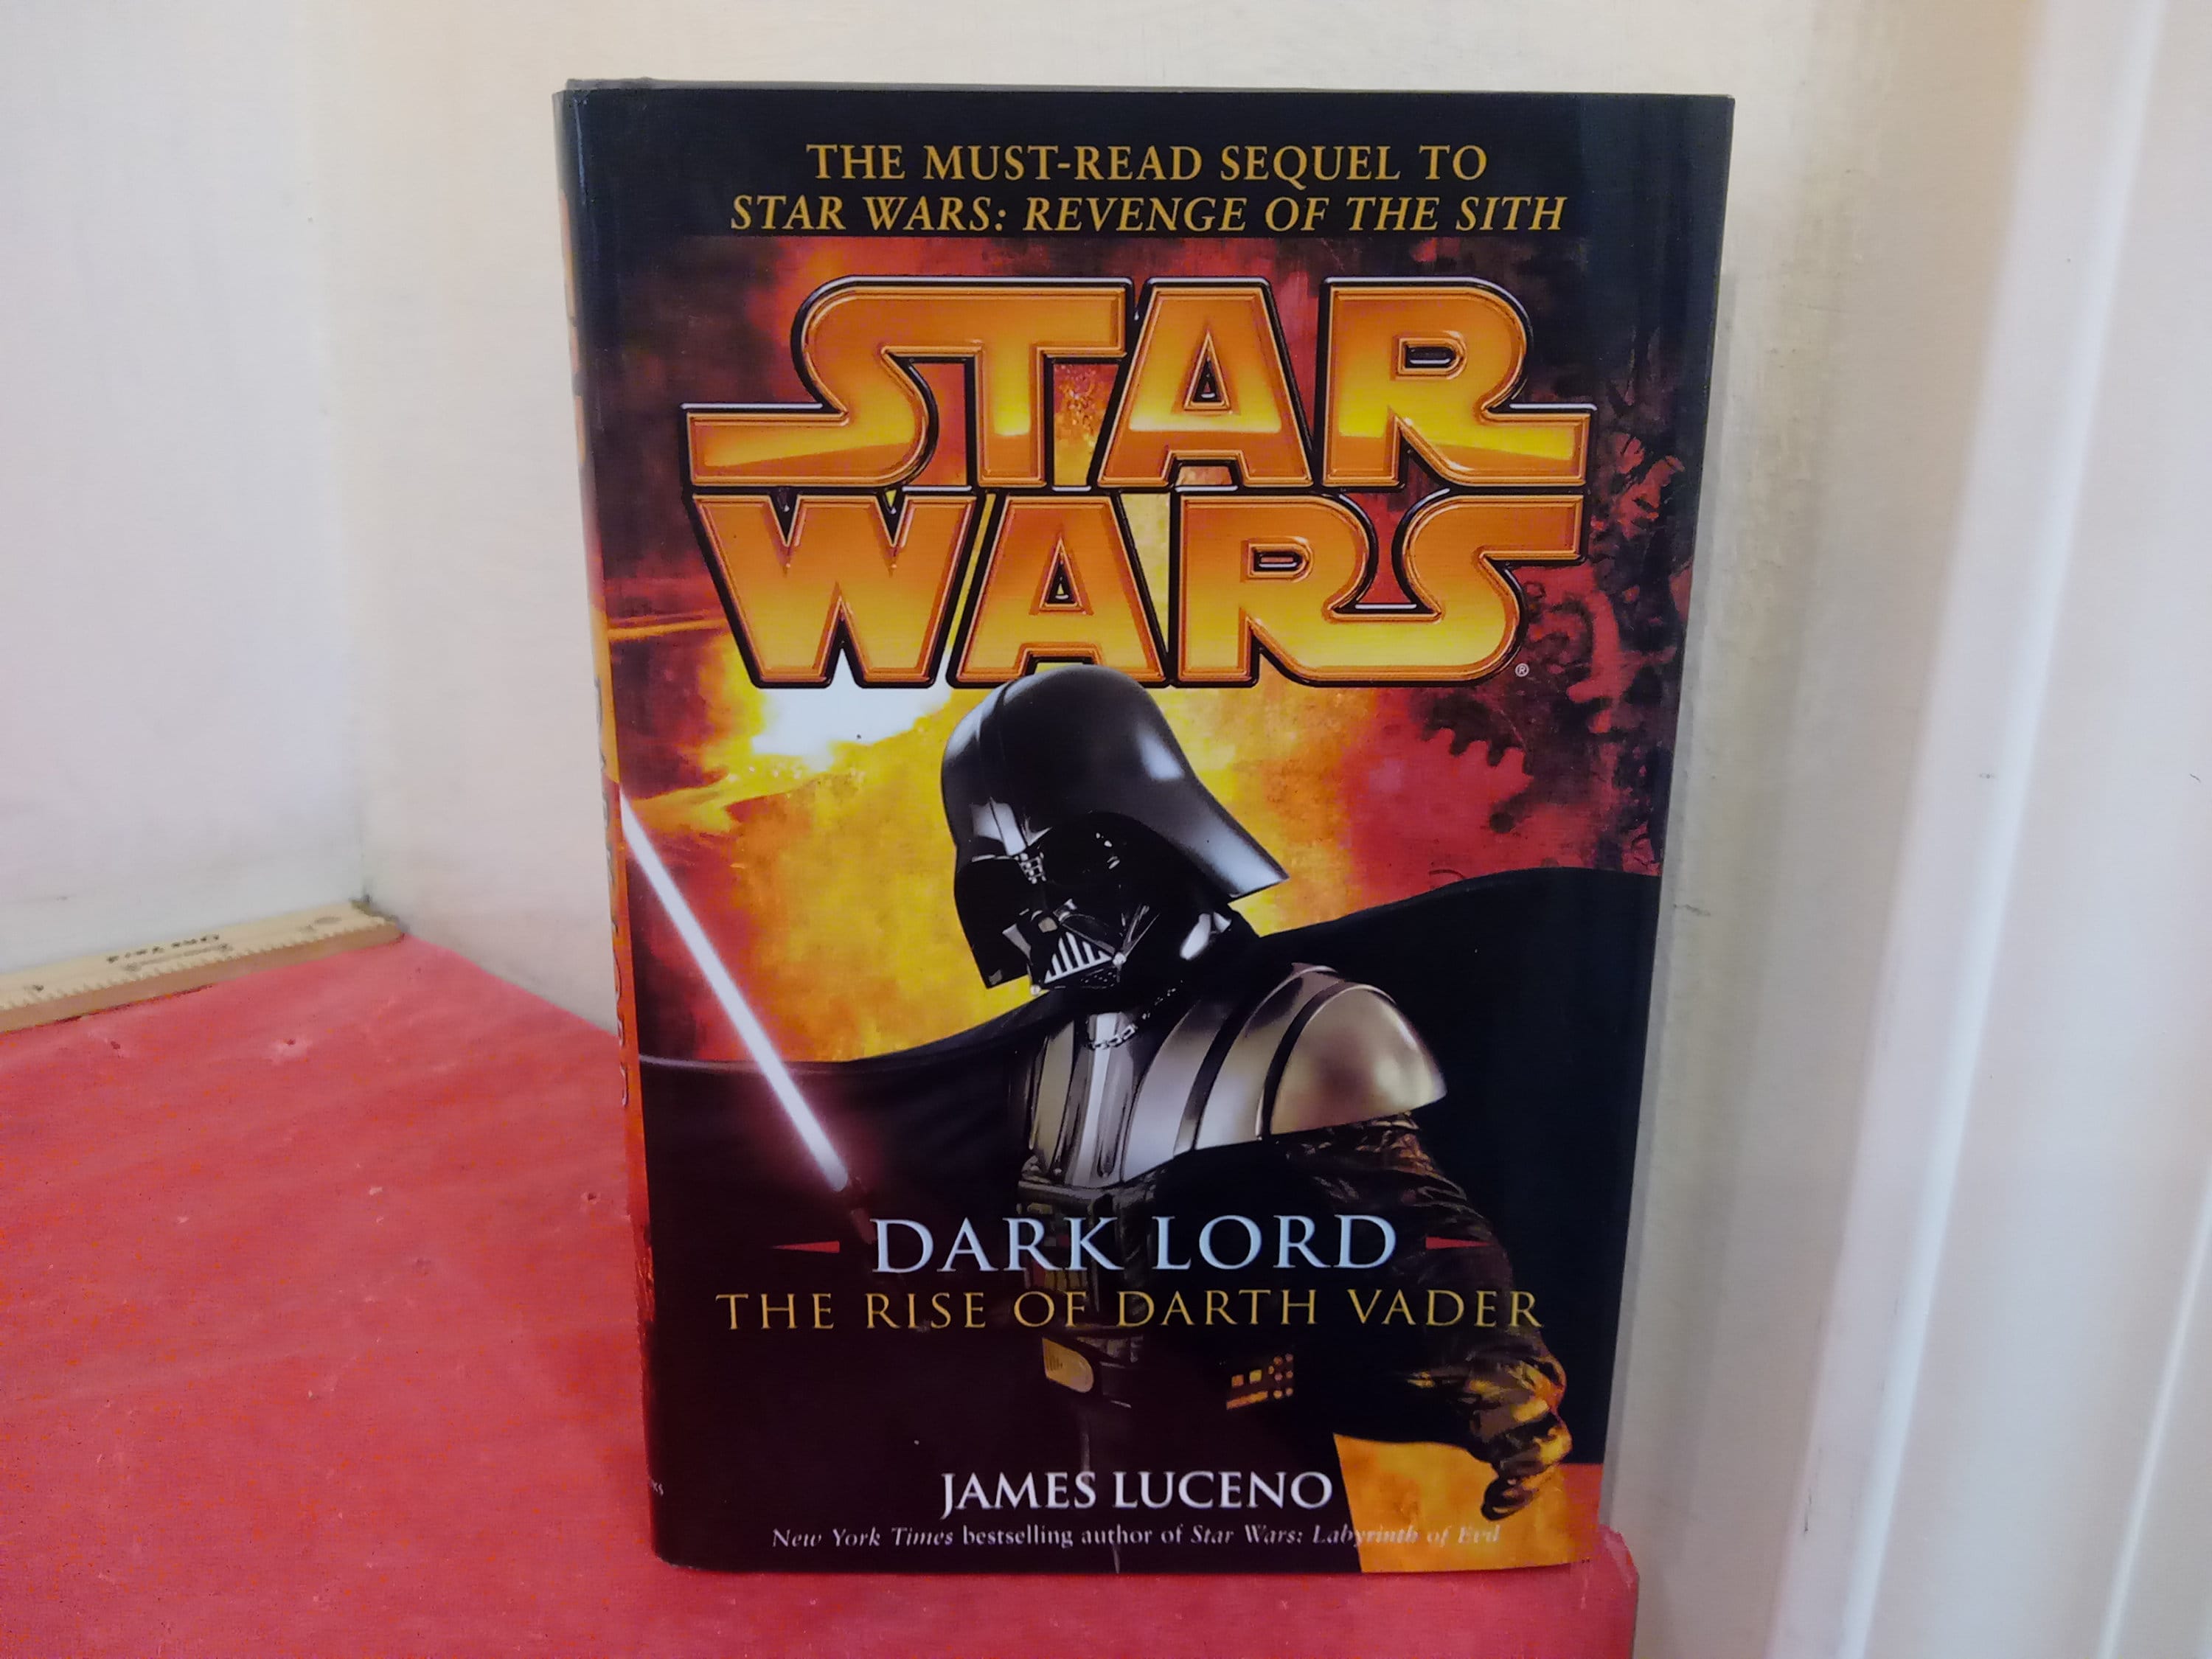 THE MUST-READ SEQUEL TO
STAR WARS: REVENGE OF THE SITH
STAR
WARS
®
DARK LORD
THE RISE OF DARTH VADER
JAMES LUCENO
New York Times bestselling author of Star Wars: Labyrinth of Evil